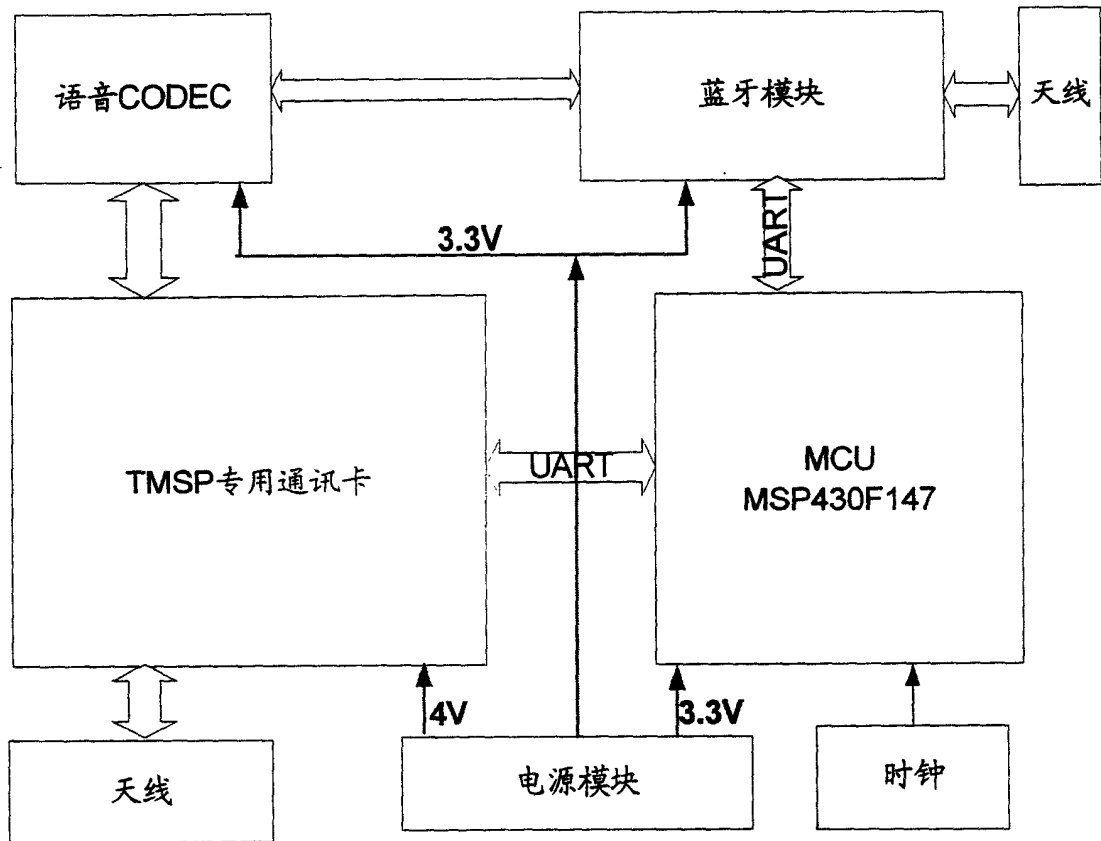 语音CODEC
蓝牙模块
天线
3.3V
UART
TMSP专用通讯卡
UART
MCU
MSP430F147
4V
3.3V
天线
电源模块
时钟